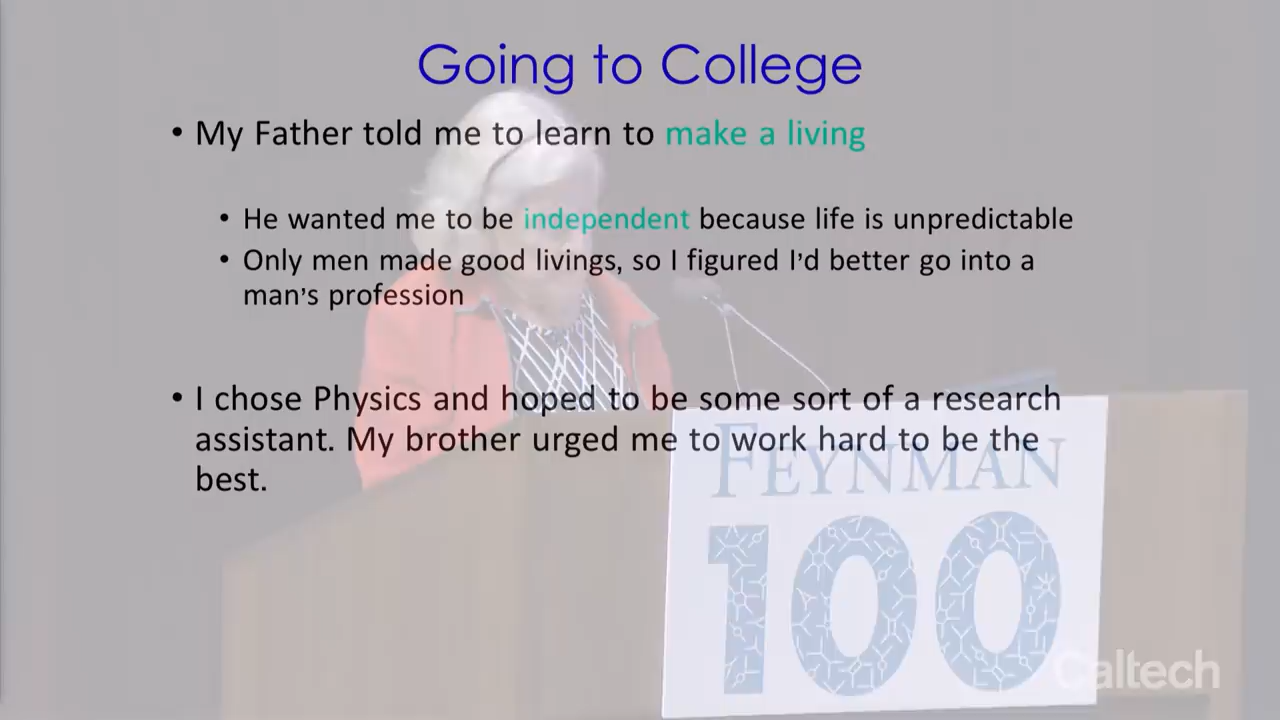 Going to College
• My Father told me to learn to make a living
• He wanted me to be independent because life is unpredictable
• Only men made good livings, so I figured I'd better go into a
man's profession
• I chose Physics and hoped to be some sort of a research
assistant. My brother urged me to work hard to be the
best.
FEYNMAN
100
Caltech